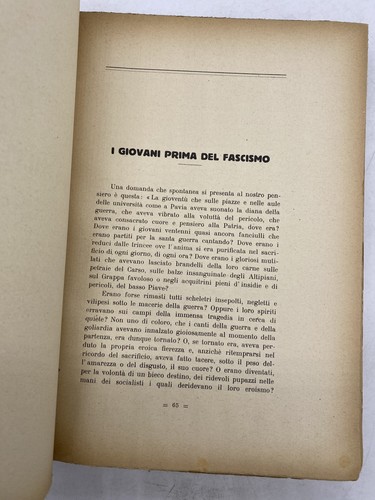 I GIOVANI PRIMA DEL FASCISMO
Una domanda che spontanea si presenta al nostro pen-
siero è questa: « La gioventù che sulle piazze e nelle aule
delle università come a Pavia aveva suonato la diana della
guerra, che aveva vibrato alla voluttà del pericolo, che
aveva consacrato cuore e pensiero alla Patria, dove era?
Dove erano i giovani ventenni quasi ancora fanciulli che
erano partiti per la santa guerra cantando? Dove erano i
reduci dalle trincee ove l'anima si era purificata nel sacri-
ficio di ogni giorno, di ogni ora? Dove erano i gloriosi muti-
lati che avevano lasciato brandelli della loro carne sulle
petraie del Carso, sulle balze insanguinate degli Altipiani,
sul Grappa favoloso o negli acquitrini pieni d'insidie e di
pericoli, del basso Piave?
Erano forse rimasti tutti scheletri insepolti, negletti e
vilipesi sotto le macerie della guerra? Oppure i loro spiriti
erravano sui campi della immensa tragedia in cerca di
quiète? Non uno di coloro, che i canti della guerra e della
goliardia avevano innalzato gioiosamente al momento della
partenza, era dunque tornato? O, se tornato era, aveva per-
duto la propria eroica fierezza e, anzichè ritemprarsi nel
ricordo del sacrificio, aveva fatto tacere, sotto il peso del-
l'amarezza o del disgusto, il suo cuore? O erano diventati,
per la volontà di un bieco destino, dei ridevoli pupazzi nelle
mani dei socialisti i quali deridevano il loro eroismo?
= 65 =